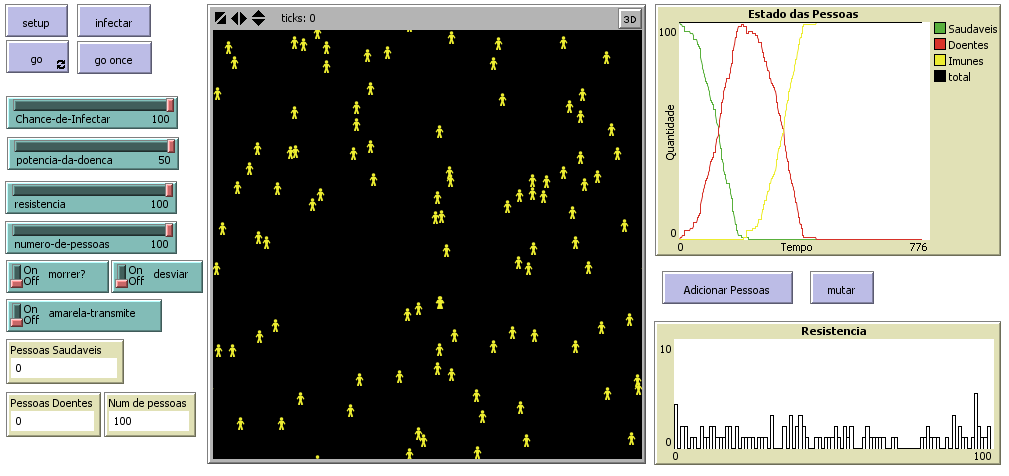 setup
infectar
go
go once
Chance-de-Infectar 100
potencia-da-doenca 50
resistencia 100
numero-de-pessoas 100
On
Off
morrer?
On
Off
desviar
On
Off
amarela-transmite
Pessoas Saudaveis
0
Pessoas Doentes
0
Num de pessoas
100
ticks: 0
3D
Estado das Pessoas
100
Quantidade
0
0
Tempo
776
Saudaveis
Doentes
Imunes
total
Adicionar Pessoas
mutar
Resistencia
10
0
0
100